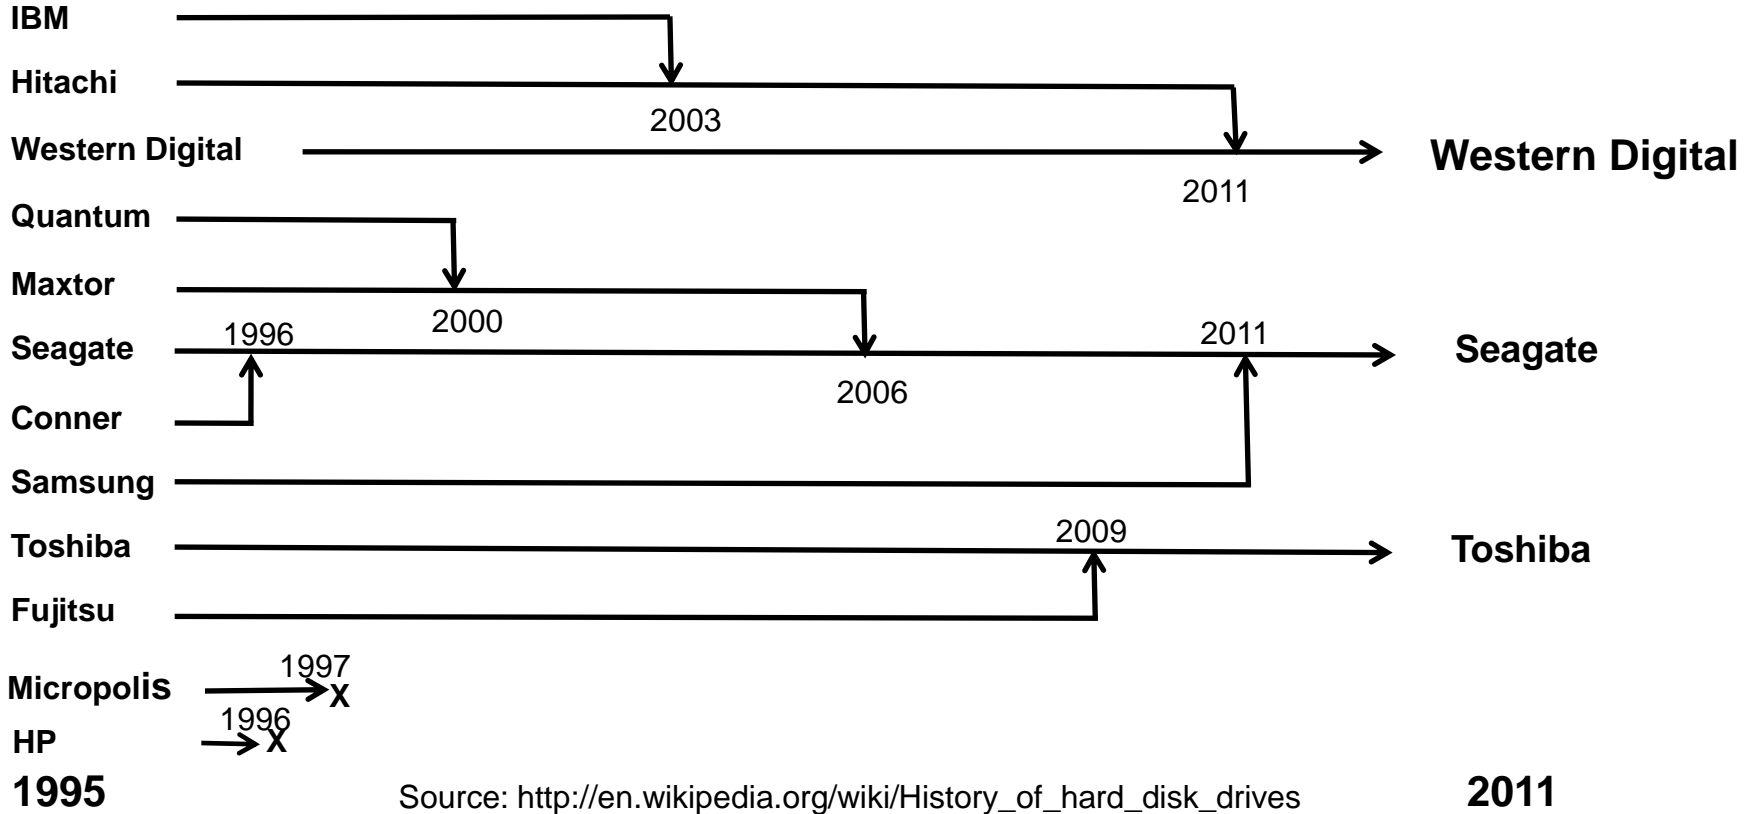 IBM
Hitachi
2003
Western Digital
Western Digital
2011
Quantum
Maxtor
2000
1996
2011
Seagate
Seagate
2006
Conner
Samsung
2009
Toshiba
Toshiba
Fujitsu
1997
Micropolis
X
1996
HP
X
1995
Source: http://en.wikipedia.org/wiki/History_of_hard_disk_drives
2011